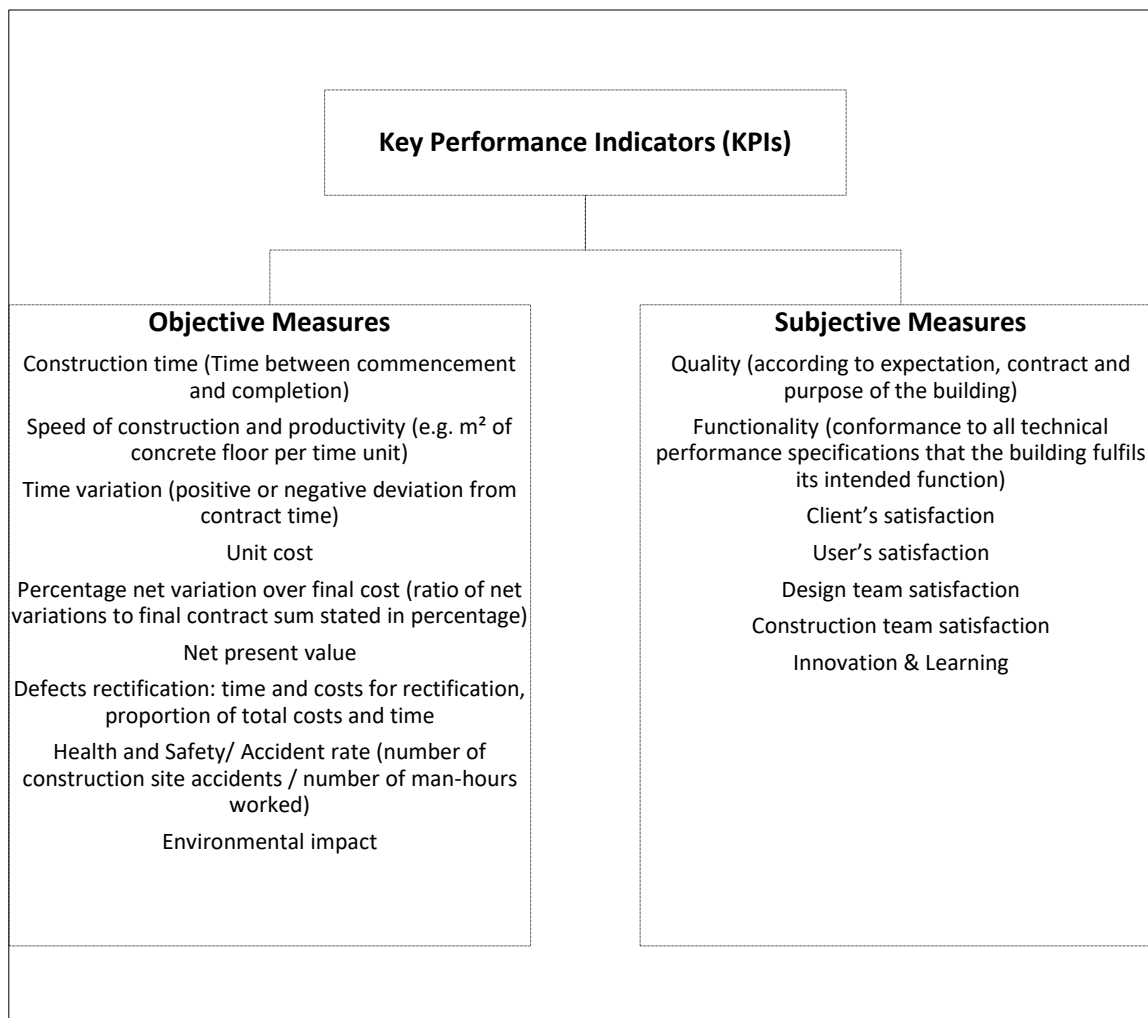 Key Performance Indicators (KPIs)
Objective Measures
Construction time (Time between commencement
and completion)
Speed of construction and productivity (e.g. m² of
concrete floor per time unit)
Time variation (positive or negative deviation from
contract time)
Unit cost
Percentage net variation over final cost (ratio of net
variations to final contract sum stated in percentage)
Net present value
Defects rectification: time and costs for rectification,
proportion of total costs and time
Health and Safety/ Accident rate (number of
construction site accidents / number of man-hours
worked)
Environmental impact
Subjective Measures
Quality (according to expectation, contract and
purpose of the building)
Functionality (conformance to all technical
performance specifications that the building fulfils
its intended function)
Client’s satisfaction
User’s satisfaction
Design team satisfaction
Construction team satisfaction
Innovation & Learning